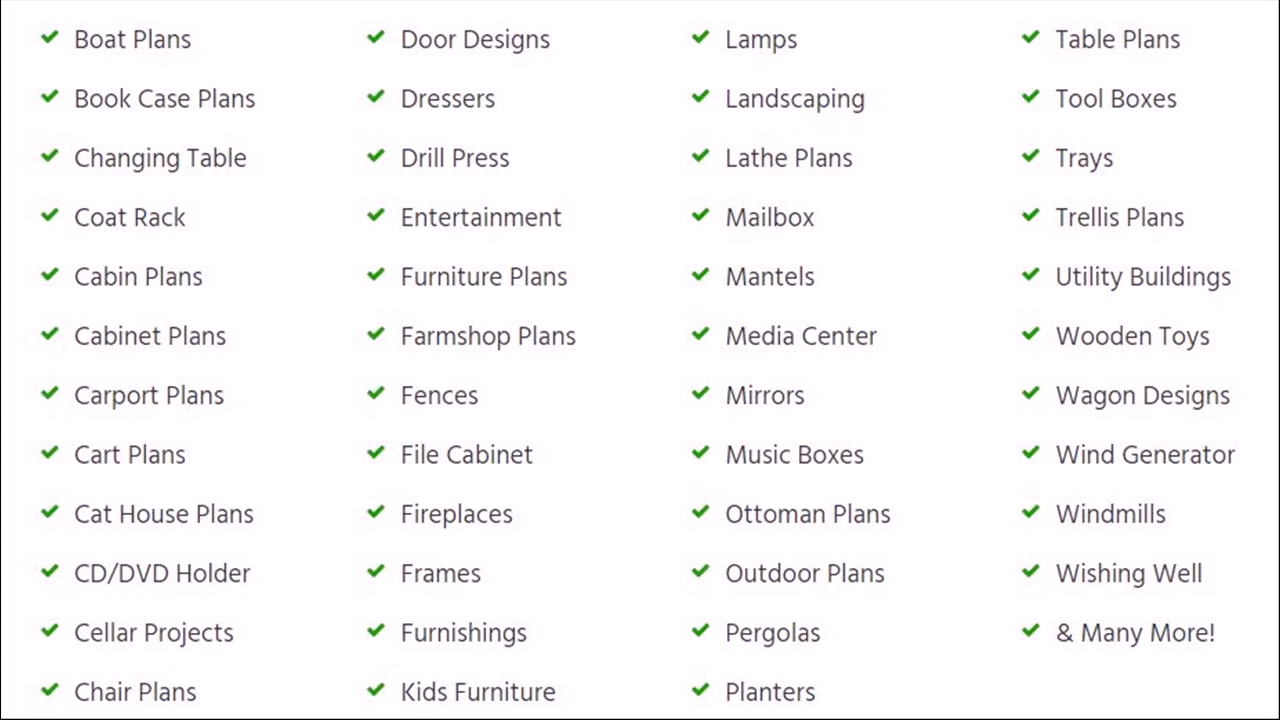 Boat Plans
Book Case Plans
Changing Table
Coat Rack
Cabin Plans
Cabinet Plans
Carport Plans
Cart Plans
Cat House Plans
CD/DVD Holder
Cellar Projects
Chair Plans
Door Designs
Dressers
Drill Press
Entertainment
Furniture Plans
Farmshop Plans
Fences
File Cabinet
Fireplaces
Frames
Furnishings
Kids Furniture
Lamps
Landscaping
Lathe Plans
Mailbox
Mantels
Media Center
Mirrors
Music Boxes
Ottoman Plans
Outdoor Plans
Pergolas
Planters
Table Plans
Tool Boxes
Trays
Trellis Plans
Utility Buildings
Wooden Toys
Wagon Designs
Wind Generator
Windmills
Wishing Well
& Many More!